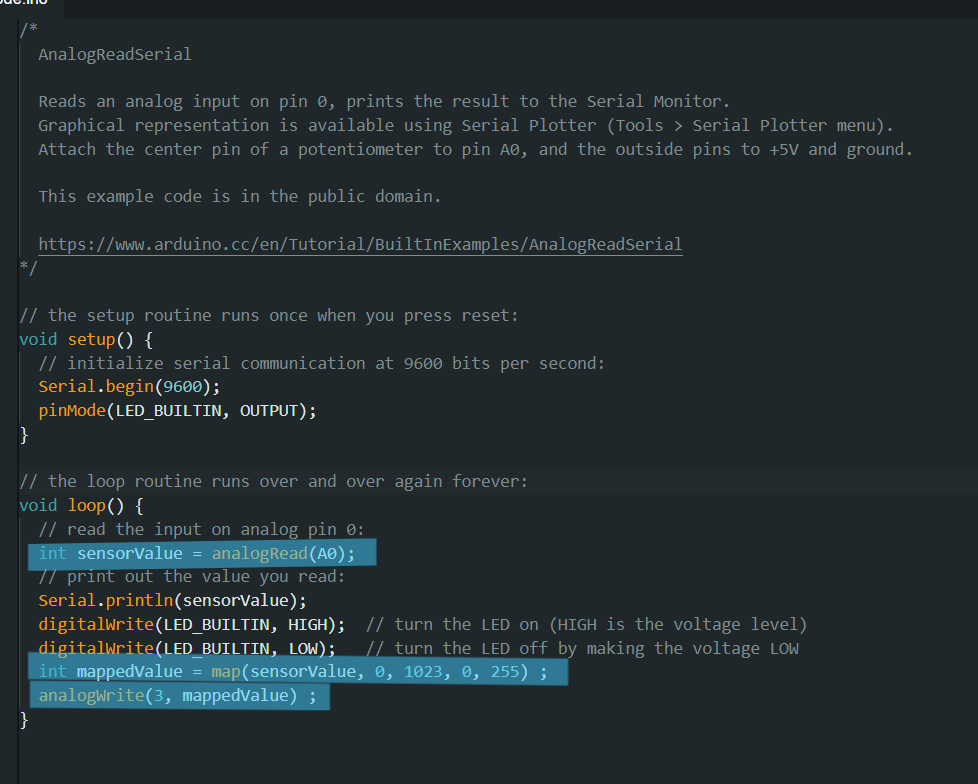 /*
AnalogReadSerial
Reads an analog input on pin 0, prints the result to the Serial Monitor.
Graphical representation is available using Serial Plotter (Tools > Serial Plotter menu).
Attach the center pin of a potentiometer to pin A0, and the outside pins to +5V and ground.
This example code is in the public domain.
https://www.arduino.cc/en/Tutorial/BuiltInExamples/AnalogReadSerial
*/
// the setup routine runs once when you press reset:
void setup() {
// initialize serial communication at 9600 bits per second:
Serial.begin(9600);
pinMode(LED_BUILTIN, OUTPUT);
}
// the loop routine runs over and over again forever:
void loop() {
// read the input on analog pin 0:
int sensorValue = analogRead(A0);
// print out the value you read:
Serial.println(sensorValue);
digitalWrite(LED_BUILTIN, HIGH);  // turn the LED on (HIGH is the voltage level)
digitalWrite(LED_BUILTIN, LOW);   // turn the LED off by making the voltage LOW
int mappedValue = map(sensorValue, 0, 1023, 0, 255) ;
analogWrite(3, mappedValue) ;
}